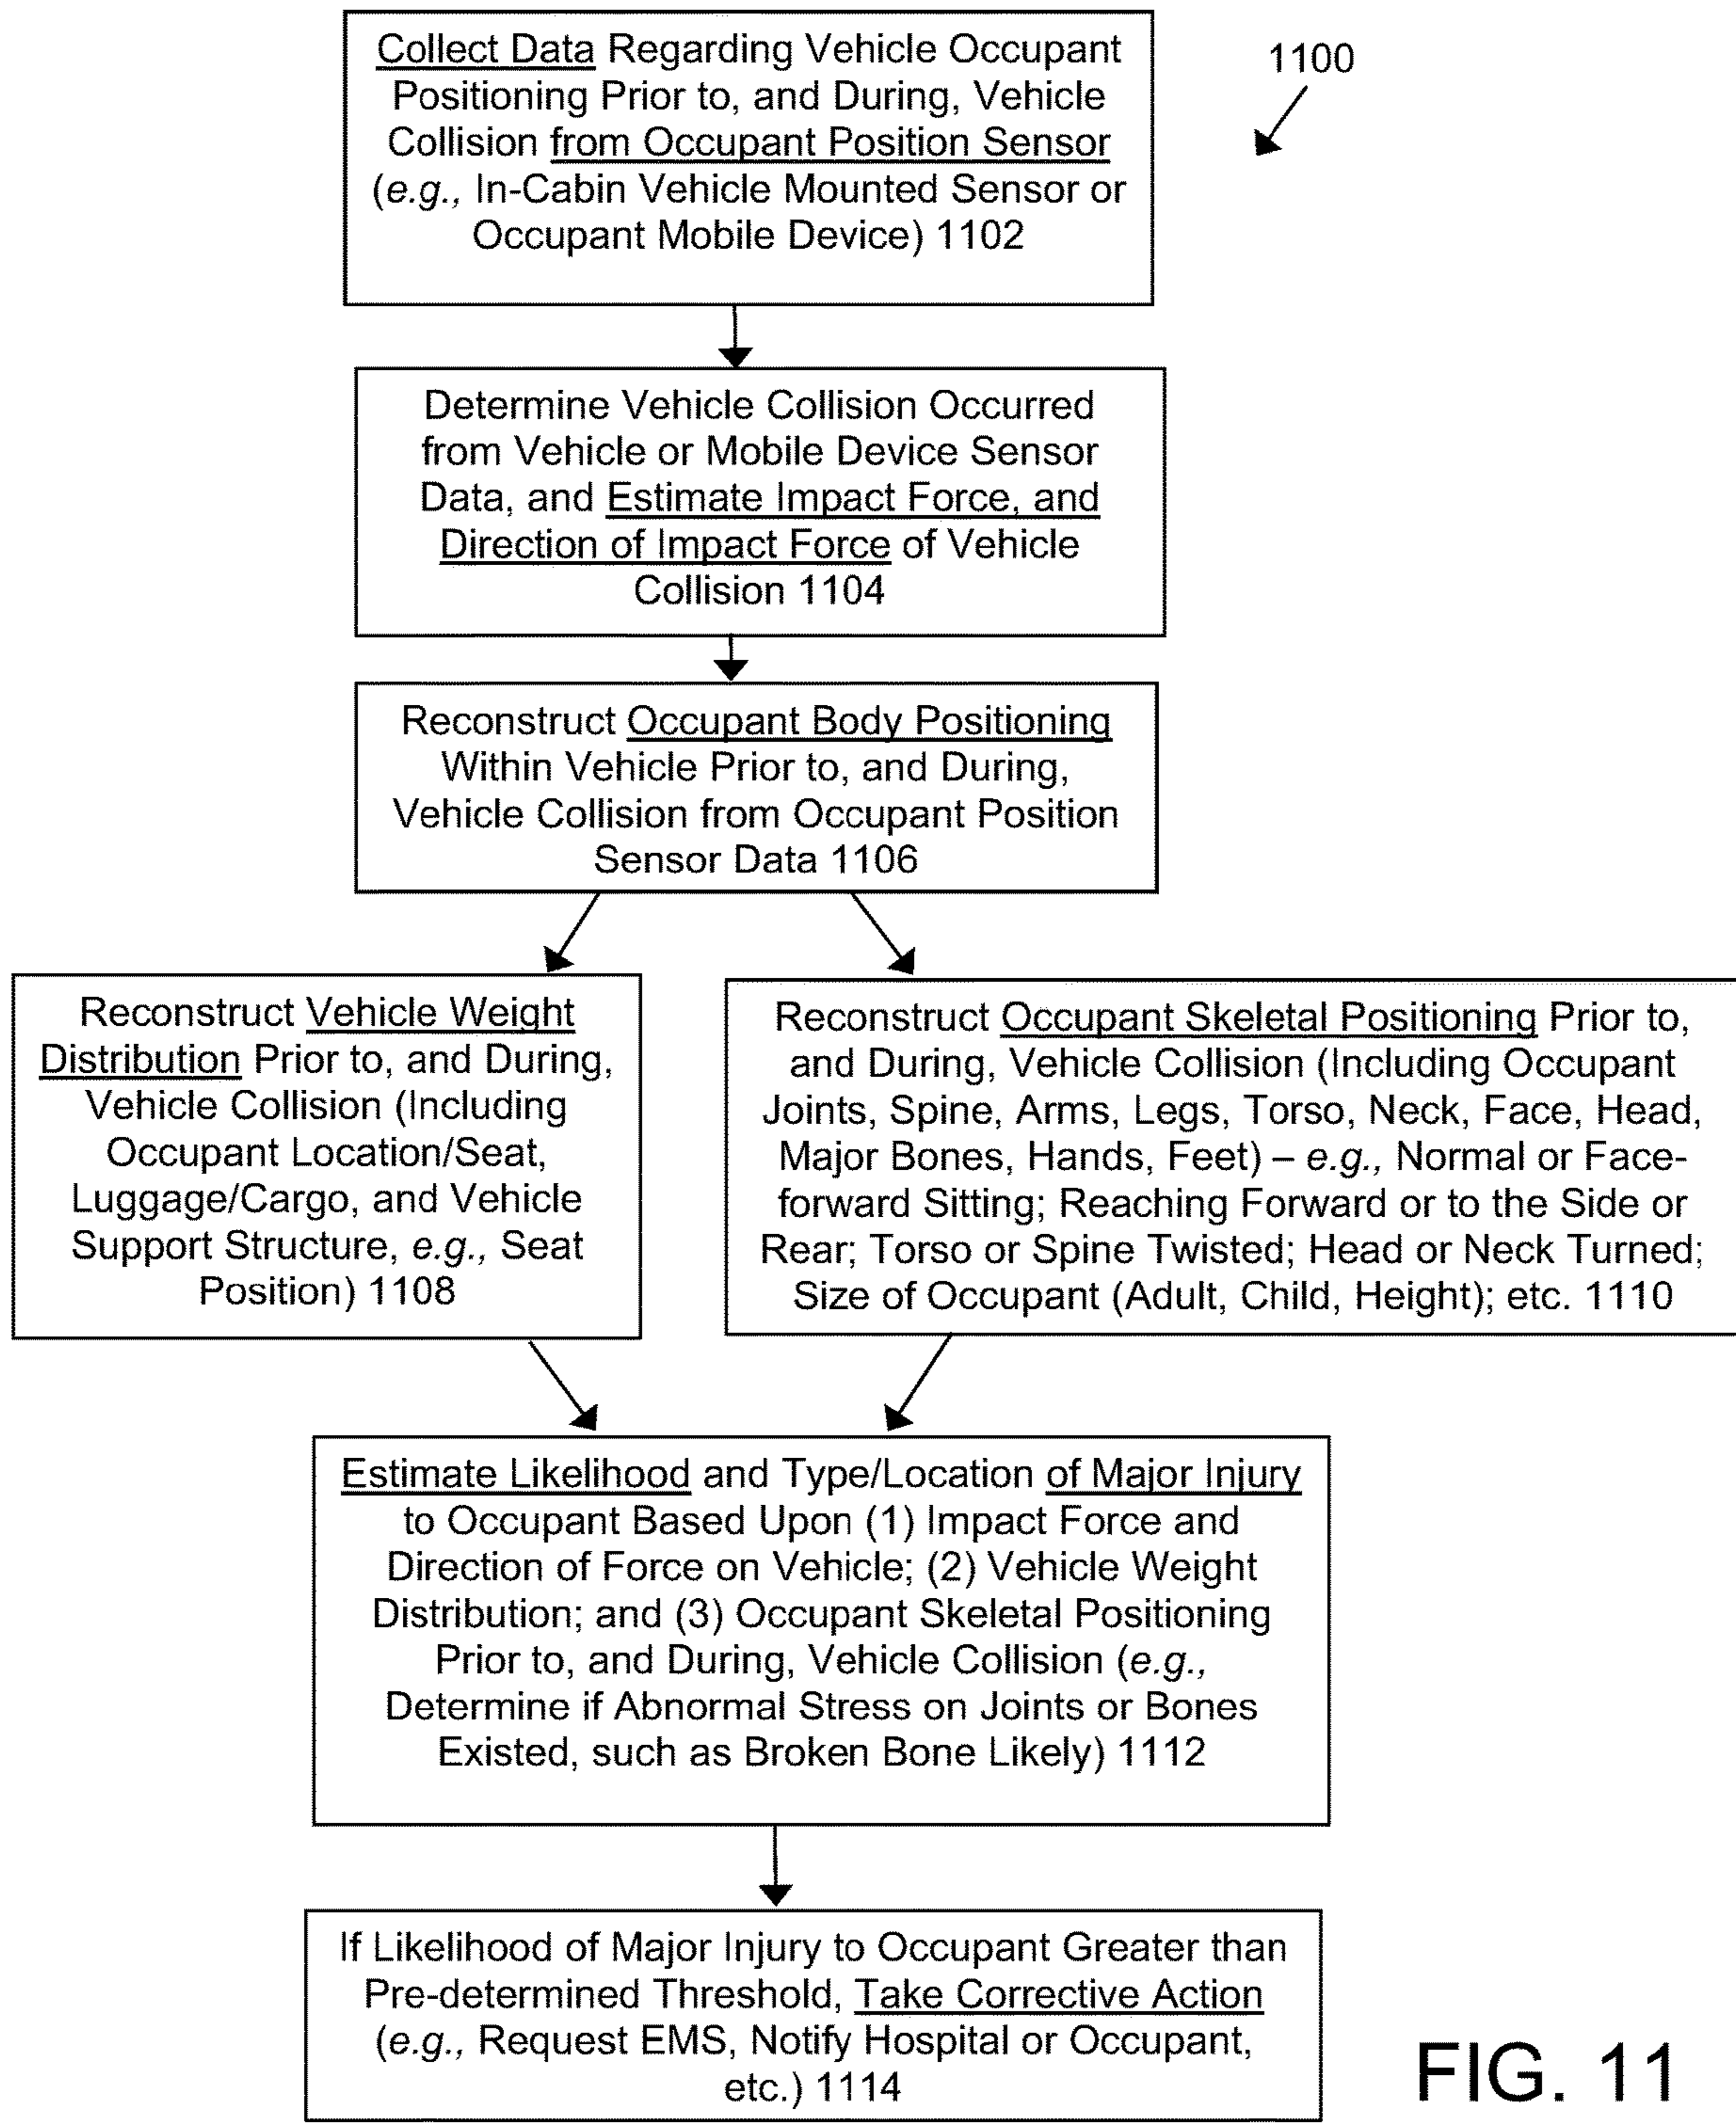 Collect Data Regarding Vehicle Occupant
Positioning Prior to, and During, Vehicle
Collision from Occupant Position Sensor
(e.g., In-Cabin Vehicle Mounted Sensor or
Occupant Mobile Device) 1102
1100
Determine Vehicle Collision Occurred
from Vehicle or Mobile Device Sensor
Data, and Estimate Impact Force, and
Direction of Impact Force of Vehicle
Collision 1104
Reconstruct Occupant Body Positioning
Within Vehicle Prior to, and During,
Vehicle Collision from Occupant Position
Sensor Data 1106
Reconstruct Vehicle Weight
Distribution Prior to, and During,
Vehicle Collision (Including
Occupant Location/Seat,
Luggage/Cargo, and Vehicle
Support Structure, e.g., Seat
Position) 1108
Reconstruct Occupant Skeletal Positioning Prior to,
and During, Vehicle Collision (Including Occupant
Joints, Spine, Arms, Legs, Torso, Neck, Face, Head,
Major Bones, Hands, Feet) – e.g., Normal or Face-
forward Sitting; Reaching Forward or to the Side or
Rear; Torso or Spine Twisted; Head or Neck Turned;
Size of Occupant (Adult, Child, Height); etc. 1110
Estimate Likelihood and Type/Location of Major Injury
to Occupant Based Upon (1) Impact Force and
Direction of Force on Vehicle; (2) Vehicle Weight
Distribution; and (3) Occupant Skeletal Positioning
Prior to, and During, Vehicle Collision (e.g.,
Determine if Abnormal Stress on Joints or Bones
Existed, such as Broken Bone Likely) 1112
If Likelihood of Major Injury to Occupant Greater than
Pre-determined Threshold, Take Corrective Action
(e.g., Request EMS, Notify Hospital or Occupant,
etc.) 1114
FIG. 11